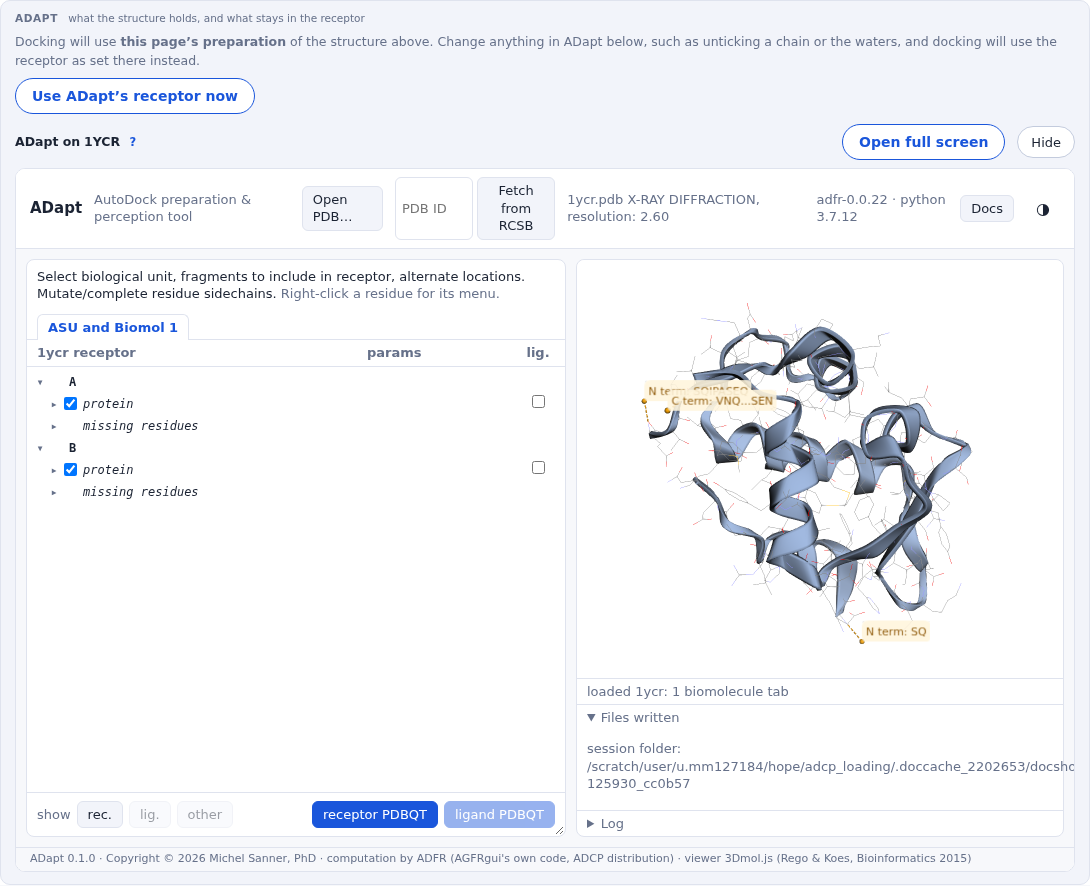 ADAPT what the structure holds, and what stays in the receptor
Docking will use this page's preparation of the structure above. Change anything in ADapt below, such as unticking a chain or the waters, and docking will use the
receptor as set there instead.
Use ADapt's receptor now
ADapt on 1YCR ?
Open full screen
Hide
ADapt
AutoDock preparation &
perception tool
Open
PDB...
PDB ID
Fetch
from
RCSB
1ycr.pdb X-RAY DIFFRACTION,
resolution: 2.60
adfr-0.0.22 · python
3.7.12
Docs
Select biological unit, fragments to include in receptor, alternate locations.
Mutate/complete residue sidechains. Right-click a residue for its menu.
ASU and Biomol 1
1ycr receptor params lig.
A
protein
missing residues
B
protein
missing residues
show rec. lig. other receptor PDBQT ligand PDBQT
N term:
C term: VNQ...SEN
N term: SQ
loaded 1ycr: 1 biomolecule tab
▼ Files written
session folder:
/scratch/user/u.mm127184/hope/adcp_loading/.doccache_2202653/docsho
125930_cc0b57
▶ Log
ADapt 0.1.0 · Copyright © 2026 Michel Sanner, PhD · computation by ADFR (AGFRgui's own code, ADCP distribution) · viewer 3Dmol.js (Rego & Koes, Bioinformatics 2015)